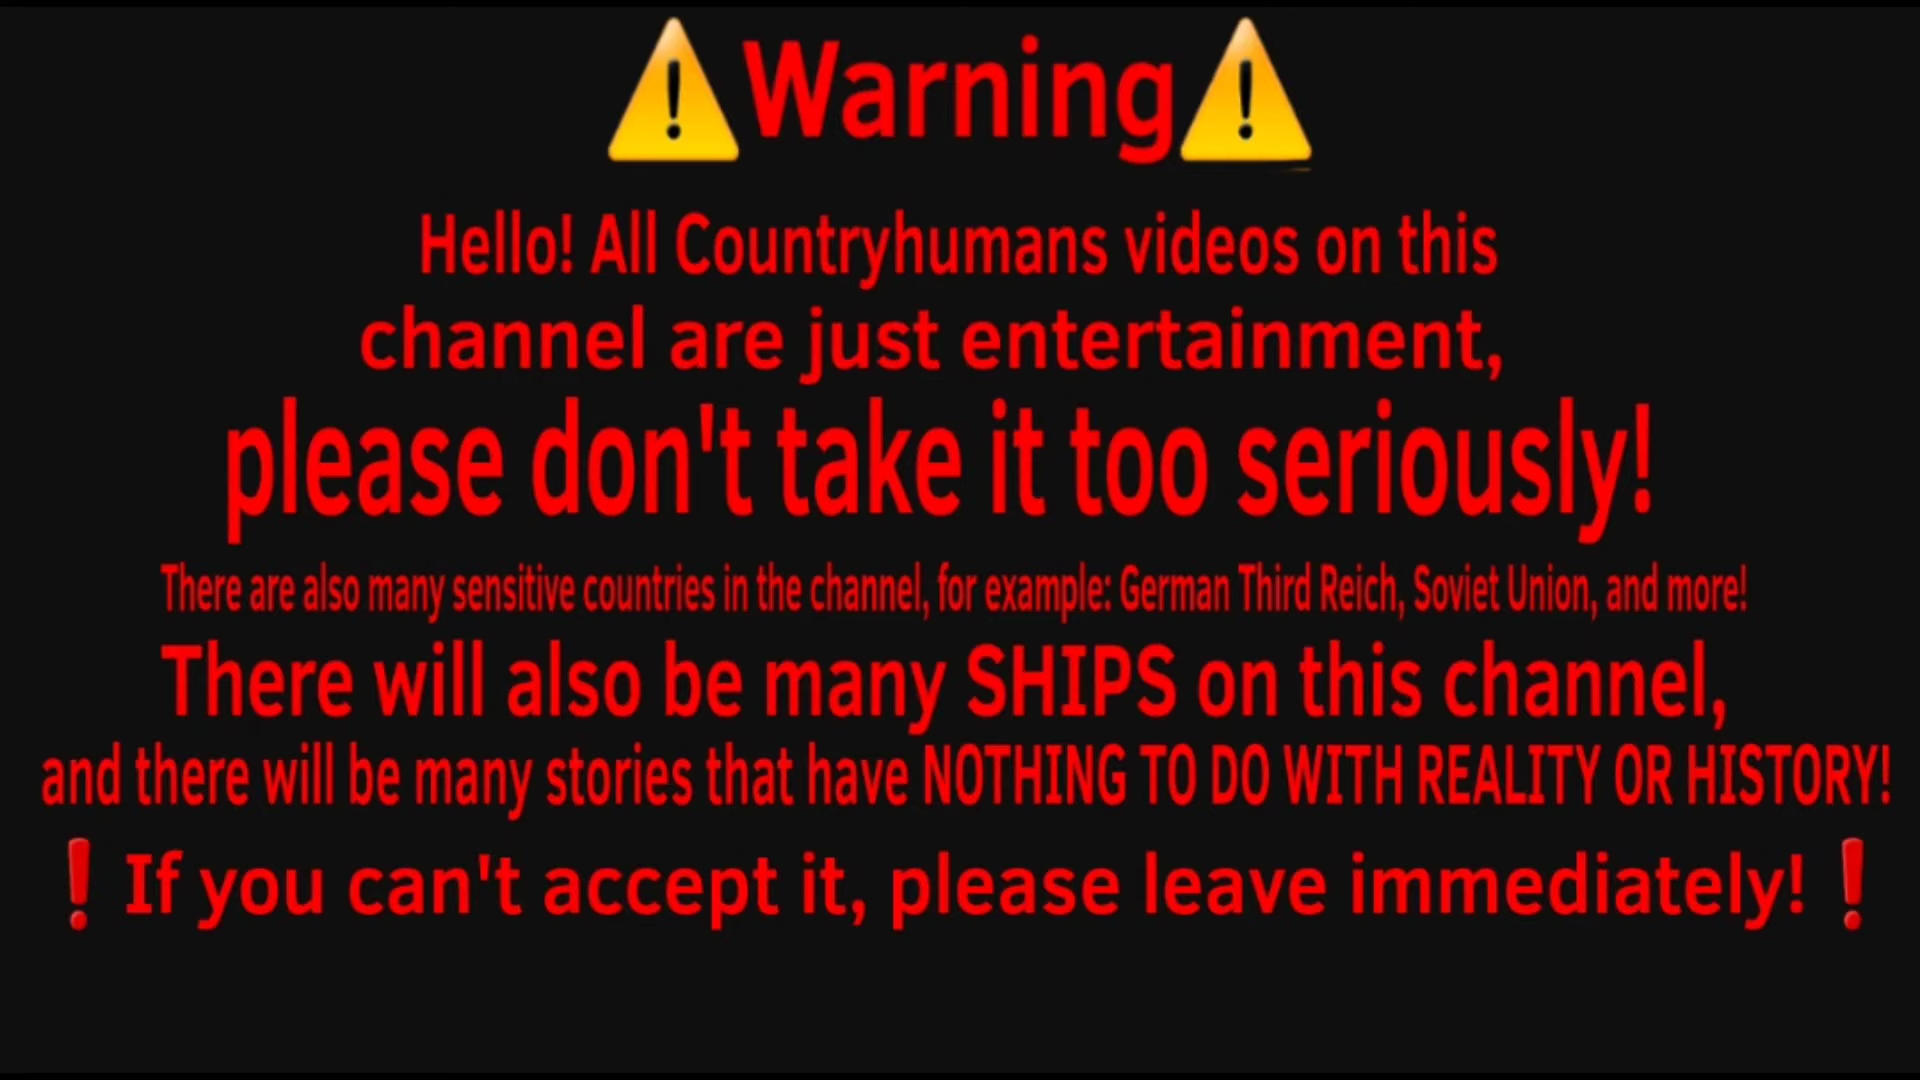 ⚠️Warning⚠️
Hello! All Countryhumans videos on this
channel are just entertainment,
please don't take it too seriously!
There are also many sensitive countries in the channel, for example: German Third Reich, Soviet Union, and more!
There will also be many SHIPS on this channel,
and there will be many stories that have NOTHING TO DO WITH REALITY OR HISTORY!
❗If you can't accept it, please leave immediately!❗